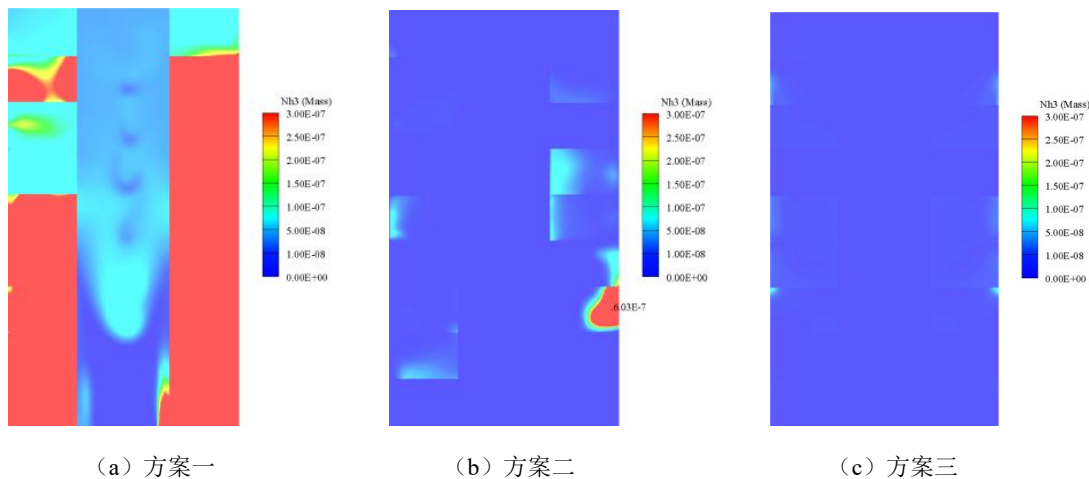 Nh3 (Mass)
3.00E-07
2.50E-07
2.00E-07
1.50E-07
1.00E-07
5.00E-08
1.00E-08
0.00E+00
Nh3 (Mass)
3.00E-07
2.50E-07
2.00E-07
1.50E-07
1.00E-07
5.00E-08
1.00E-08
0.00E+00
.6.03E-7
Nh3 (Mass)
3.00E-07
2.50E-07
2.00E-07
1.50E-07
1.00E-07
5.00E-08
1.00E-08
0.00E+00
（a）方案一
（b）方案二
（c）方案三